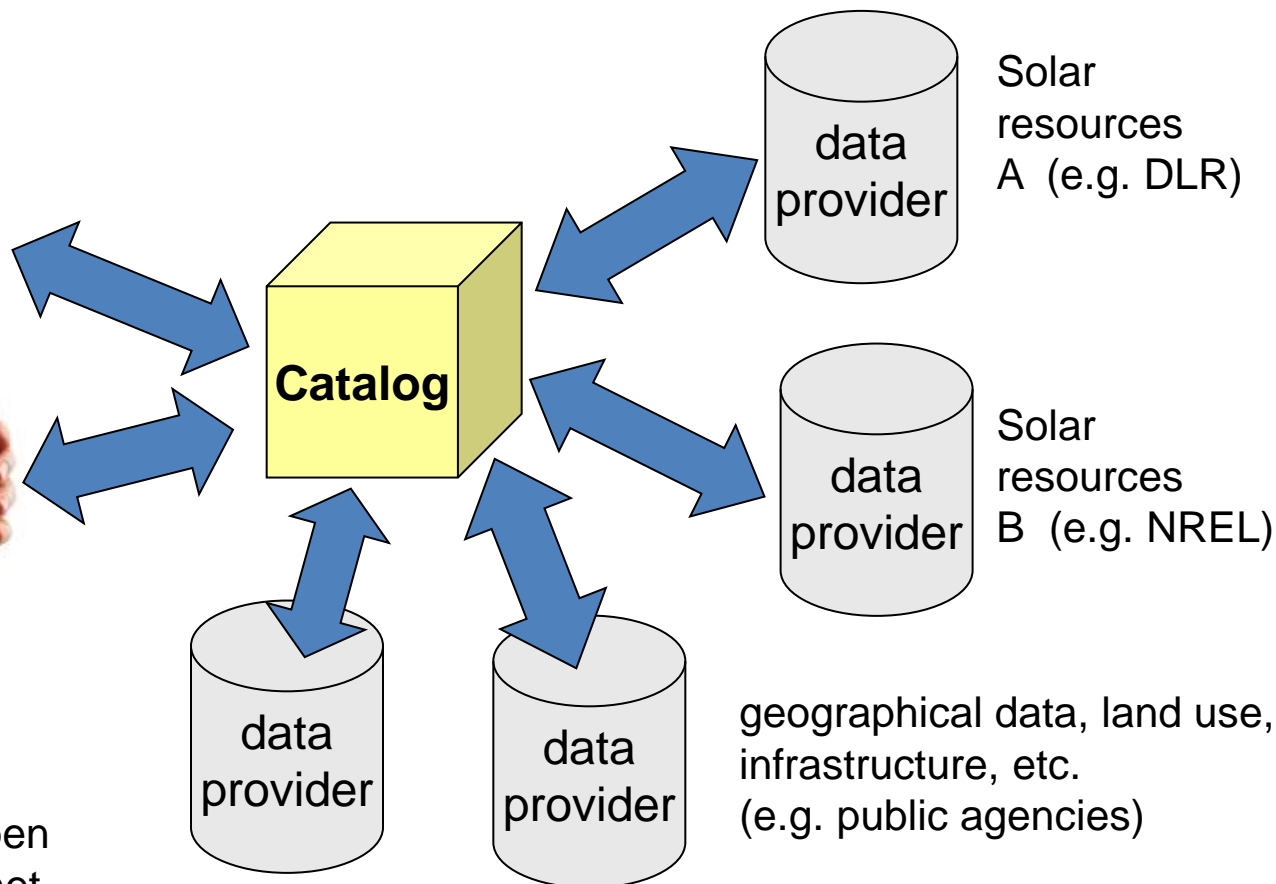 Solar
resources
A (e.g. DLR)
data
provider
Catalog
Solar
resources
B (e.g. NREL)
data
provider
data
provider
data
provider
geographical data, land use,
infrastructure, etc.
(e.g. public agencies)